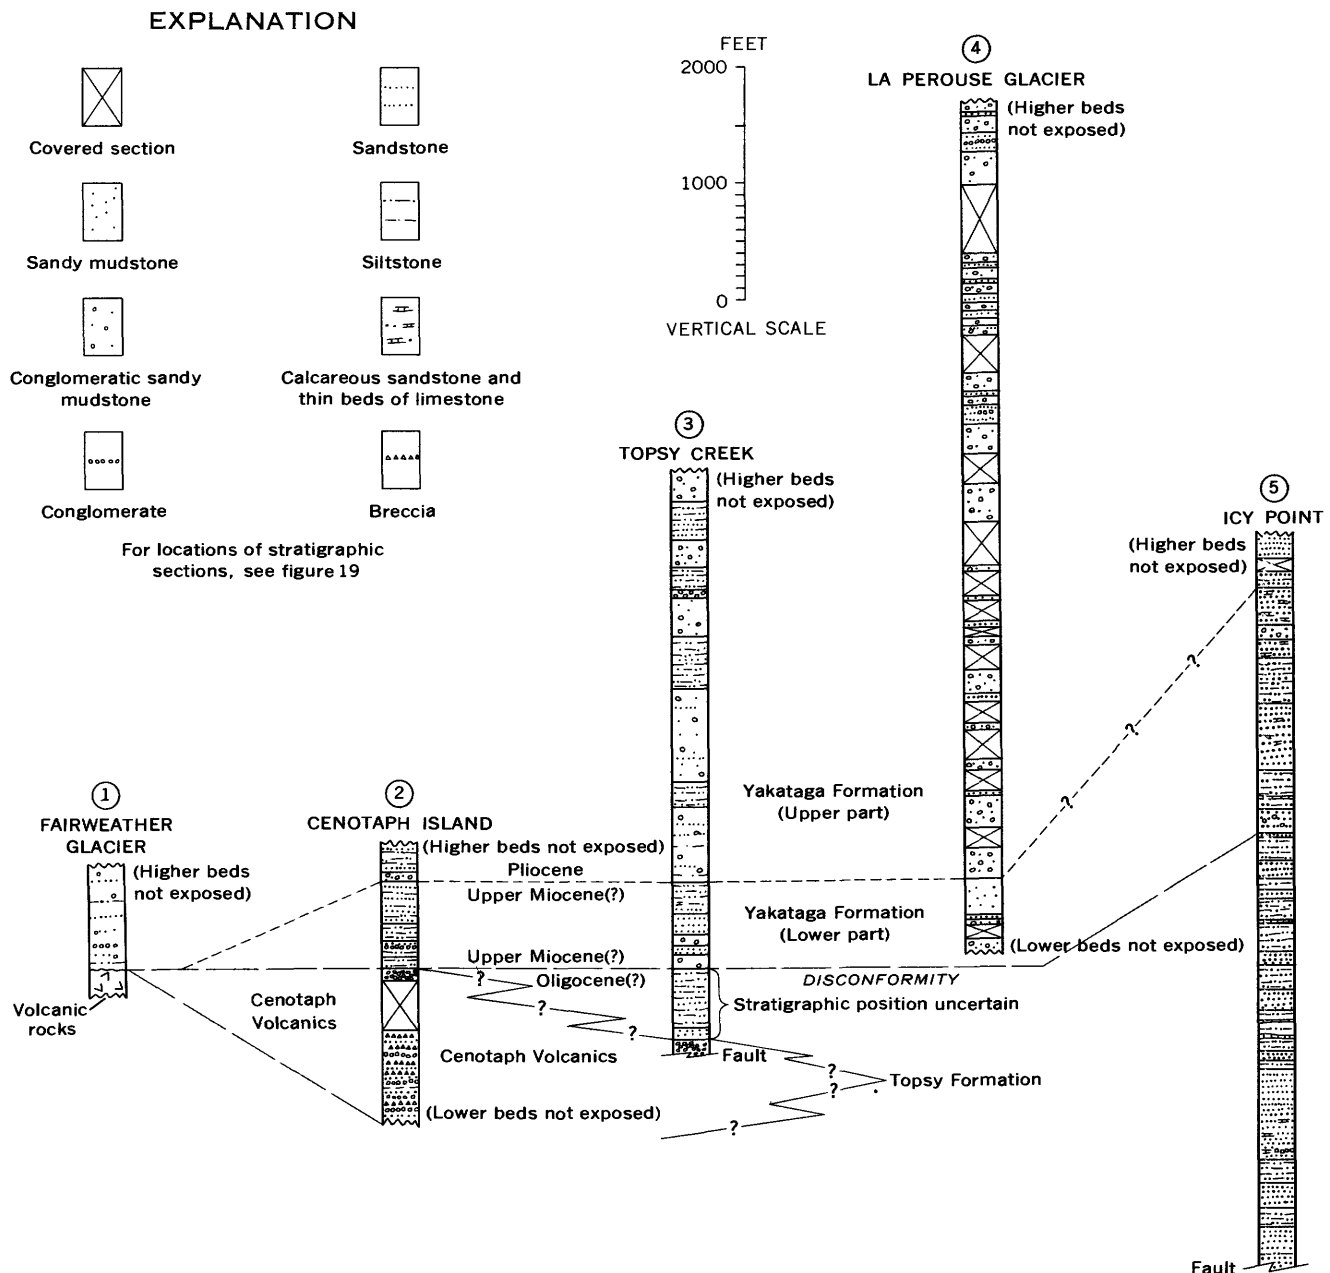 EXPLANATION
Covered section
Sandstone
Sandy mudstone
Siltstone
Conglomeratic sandy
mudstone
Calcareous sandstone and
thin beds of limestone
Conglomerate
Breccia
For locations of stratigraphic
sections, see figure 19
FEET
2000
1000
0
VERTICAL SCALE
1
FAIRWEATHER
GLACIER
(Higher beds
not exposed)
Volcanic
rocks
2
CENOTAPH ISLAND
(Higher beds not exposed)
Pliocene
Upper Miocene(?)
Upper Miocene(?)
Oligocene(?)
Cenotaph
Volcanics
Cenotaph Volcanics
(Lower beds not exposed)
3
TOPSY CREEK
(Higher beds
not exposed)
Yakataga Formation
(Upper part)
Yakataga Formation
(Lower part)
DISCONFORMITY
Stratigraphic position uncertain
Fault
Topsy Formation
?
?
?
?
?
?
4
LA PEROUSE GLACIER
(Higher beds
not exposed)
(Lower beds not exposed)
?
?
?
5
ICY POINT
(Higher beds
not exposed)
Fault